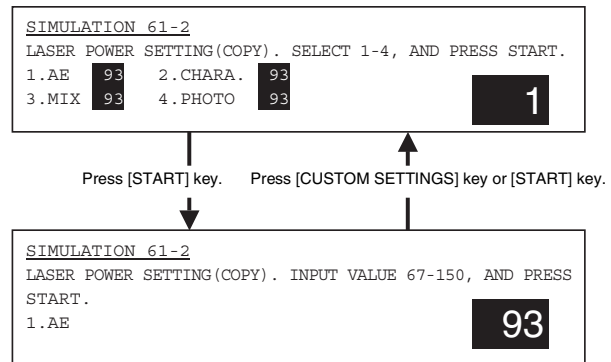 SIMULATION 61-2
LASER POWER SETTING(COPY). SELECT 1-4, AND PRESS START.
1.AE 93 2.CHARA. 93
3.MIX 93 4.PHOTO 93
1
Press [START] key. Press [CUSTOM SETTINGS] key or [START] key.
SIMULATION 61-2
LASER POWER SETTING(COPY). INPUT VALUE 67-150, AND PRESS
START.
1.AE
93